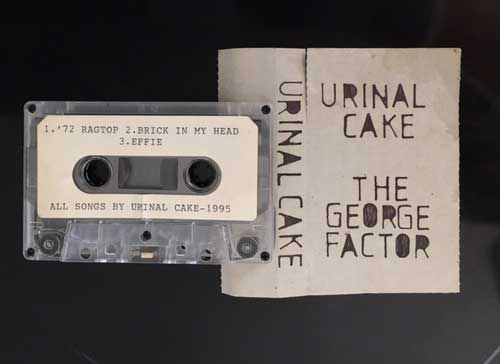 1.'72 RAGTOP 2.BRICK IN MY HEAD
3.EFFIE
ALL SONGS BY URINAL CAKE-1995
URINAL CAKE
URINAL
CAKE
THE
GEORGE
FACTOR